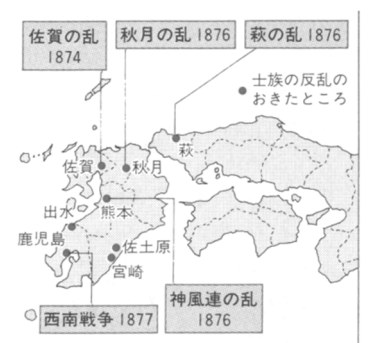 佐賀の乱
1874
秋月の乱 1876
萩の乱 1876
士族の反乱の
おきたところ
萩
佐賀
秋月
出水
熊本
鹿児島
佐土原
宮崎
西南戦争 1877
神風連の乱
1876